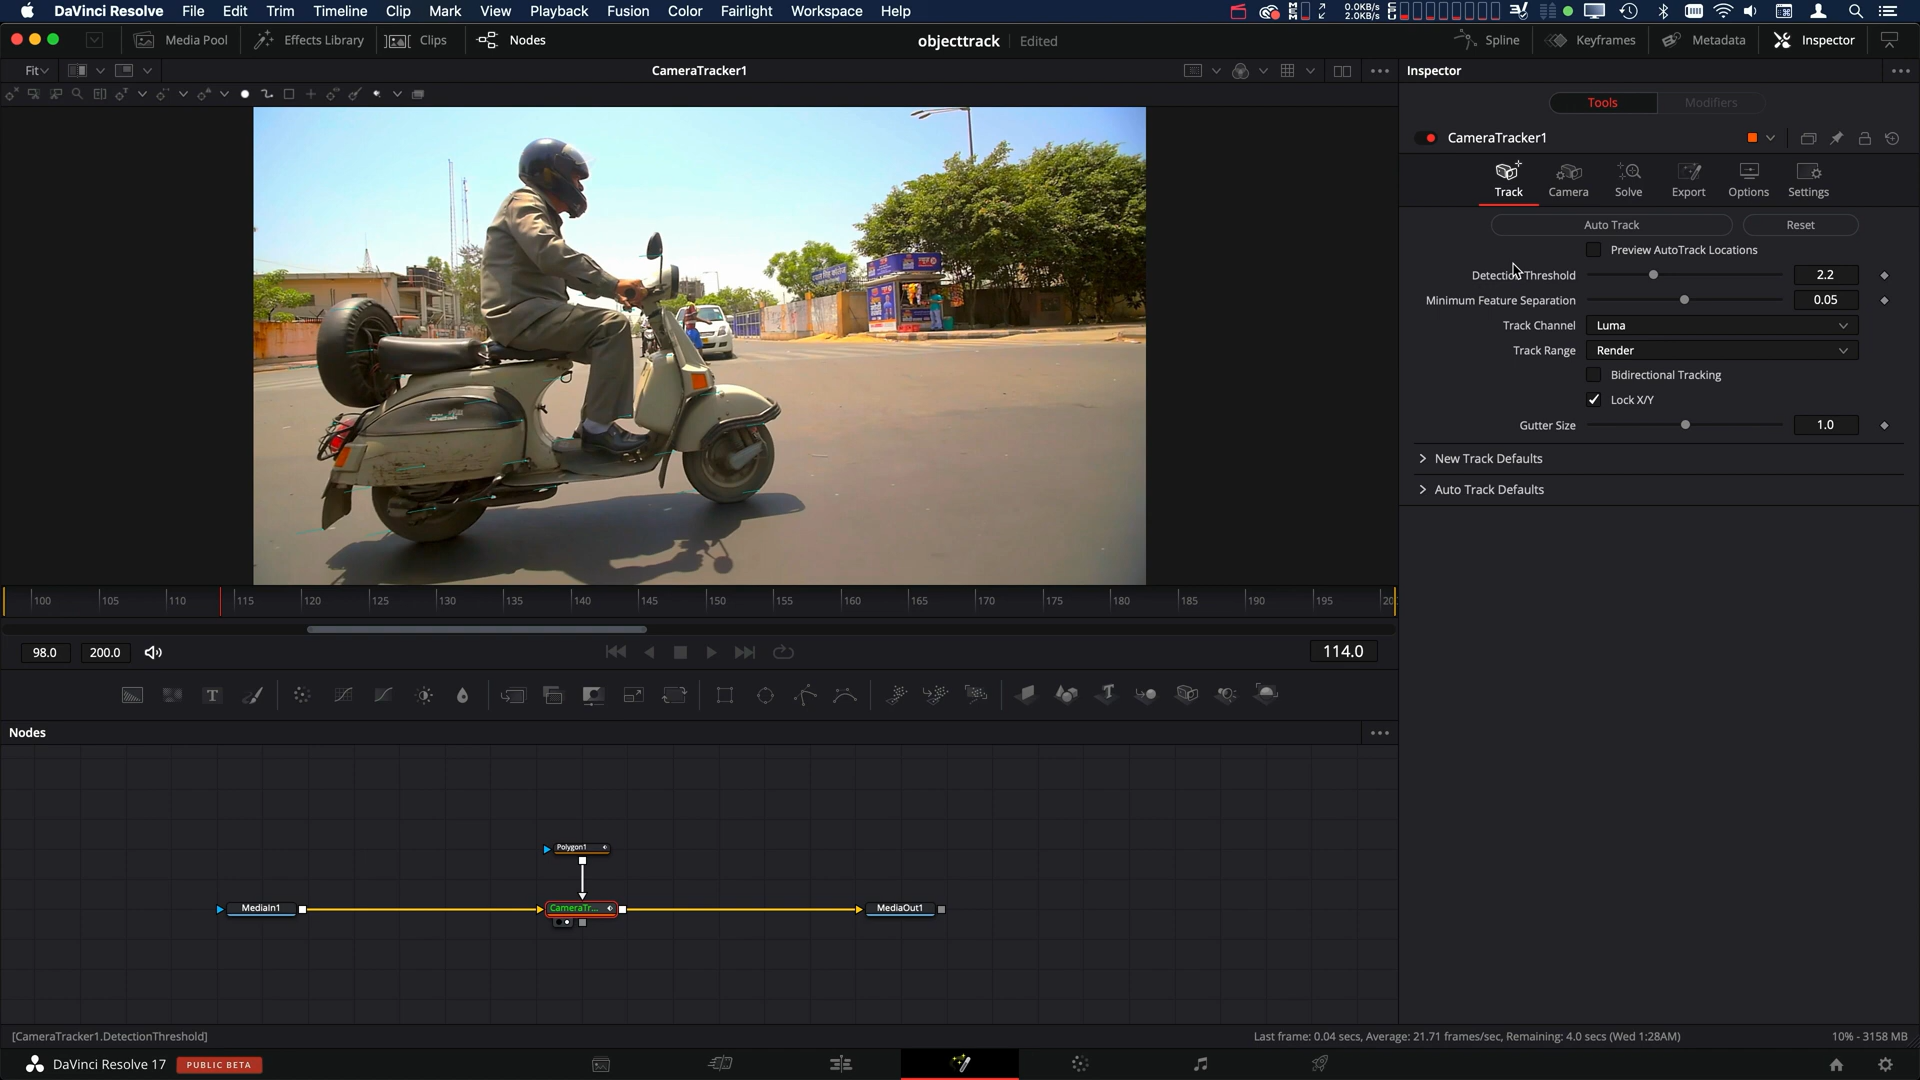 DaVinci Resolve File Edit Trim Timeline Clip Mark View Playback Fusion Color Fairlight Workspace Help
0.0KB/s
2.0KB/s
Media Pool Effects Library Clips Nodes objecttrack Edited Spline Keyframes Metadata Inspector
Fit CameraTracker1 Inspector
Tools Modifiers
CameraTracker1
Track Camera Solve Export Options Settings
Auto Track Reset
Preview AutoTrack Locations
Detection Threshold 2.2
Minimum Feature Separation 0.05
Track Channel Luma
Track Range Render
Bidirectional Tracking
Lock X/Y
Gutter Size 1.0
New Track Defaults
Auto Track Defaults
100 105 110 115 120 125 130 135 140 145 150 155 160 165 170 175 180 185 190 195 20
98.0 200.0 114.0
Nodes
Polygon1
MediaIn1 CameraTr... MediaOut1
[CameraTracker1.DetectionThreshold] Last frame: 0.04 secs, Average: 21.71 frames/sec, Remaining: 4.0 secs (Wed 1:28AM) 10% - 3158 MB
DaVinci Resolve 17 PUBLIC BETA